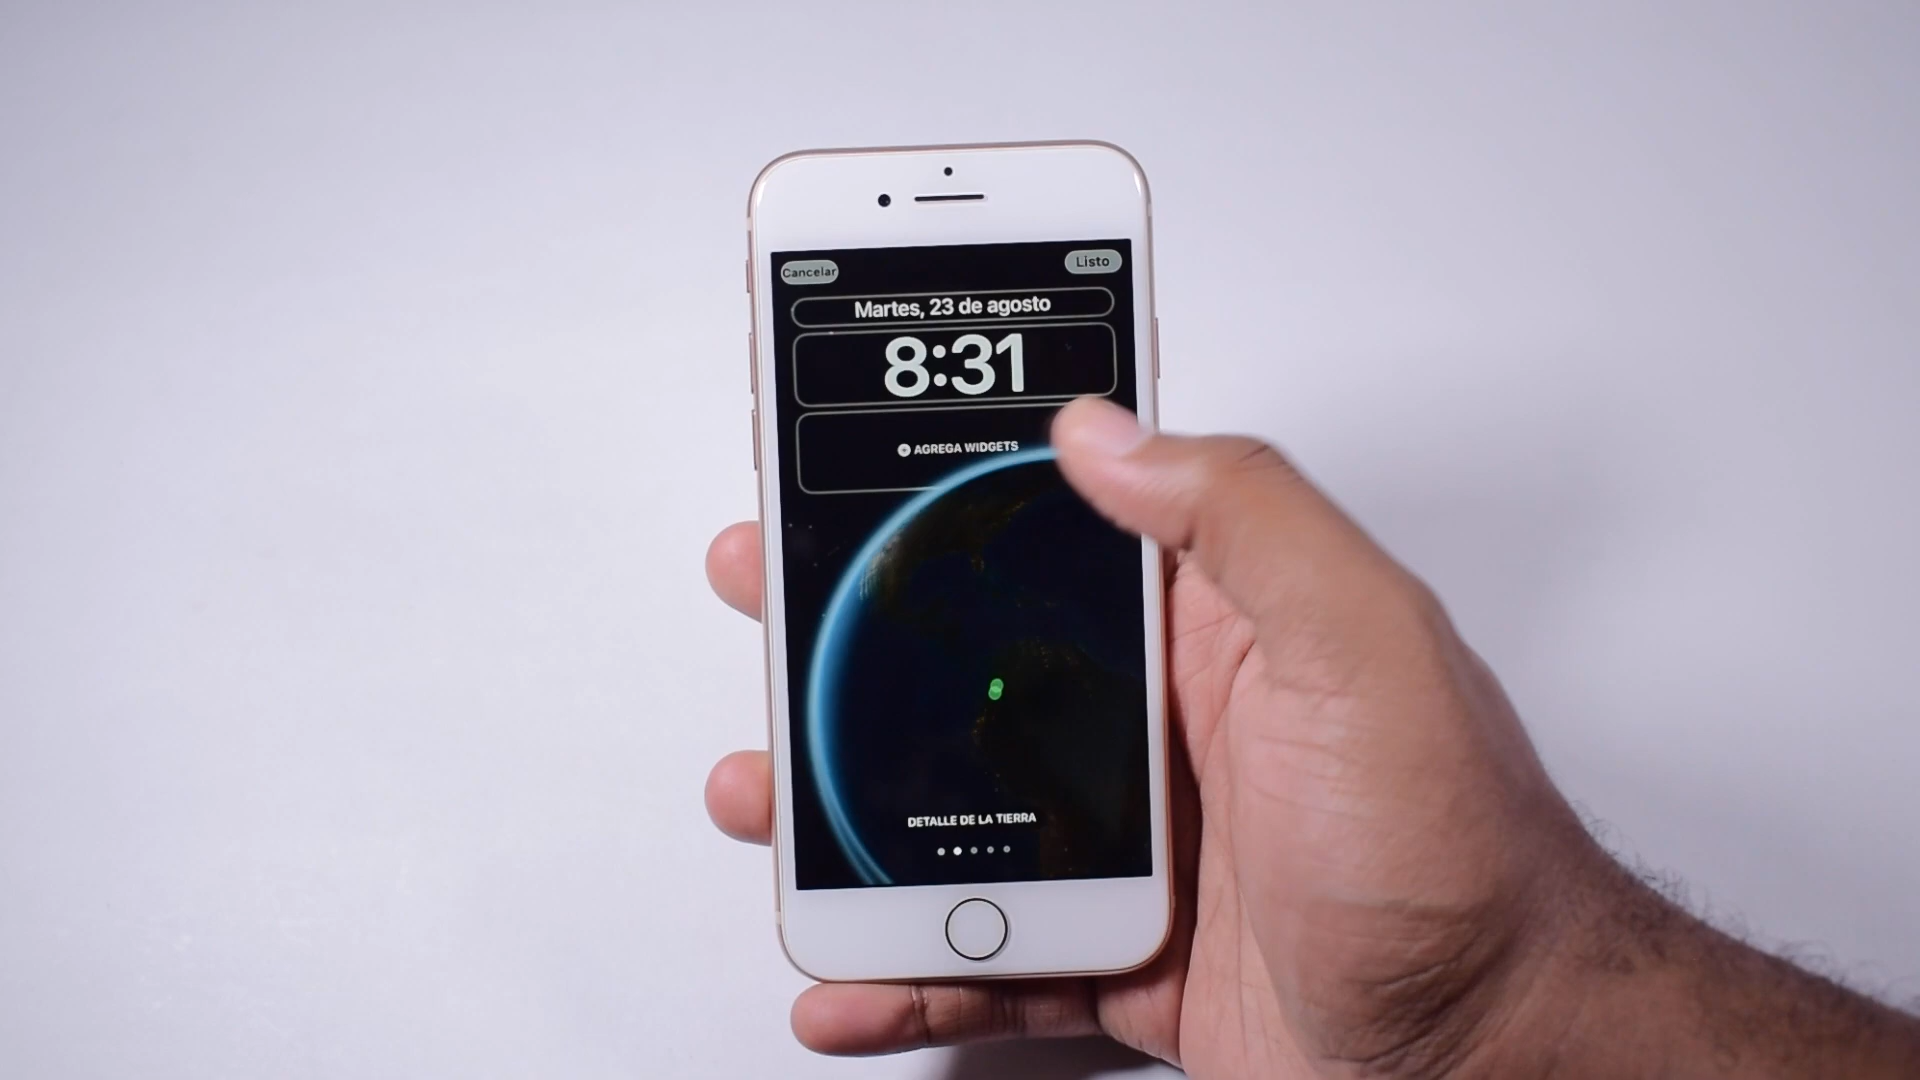 Cancelar
Listo
Martes, 23 de agosto
8:31
AGREGA WIDGETS
DETALLE DE LA TIERRA